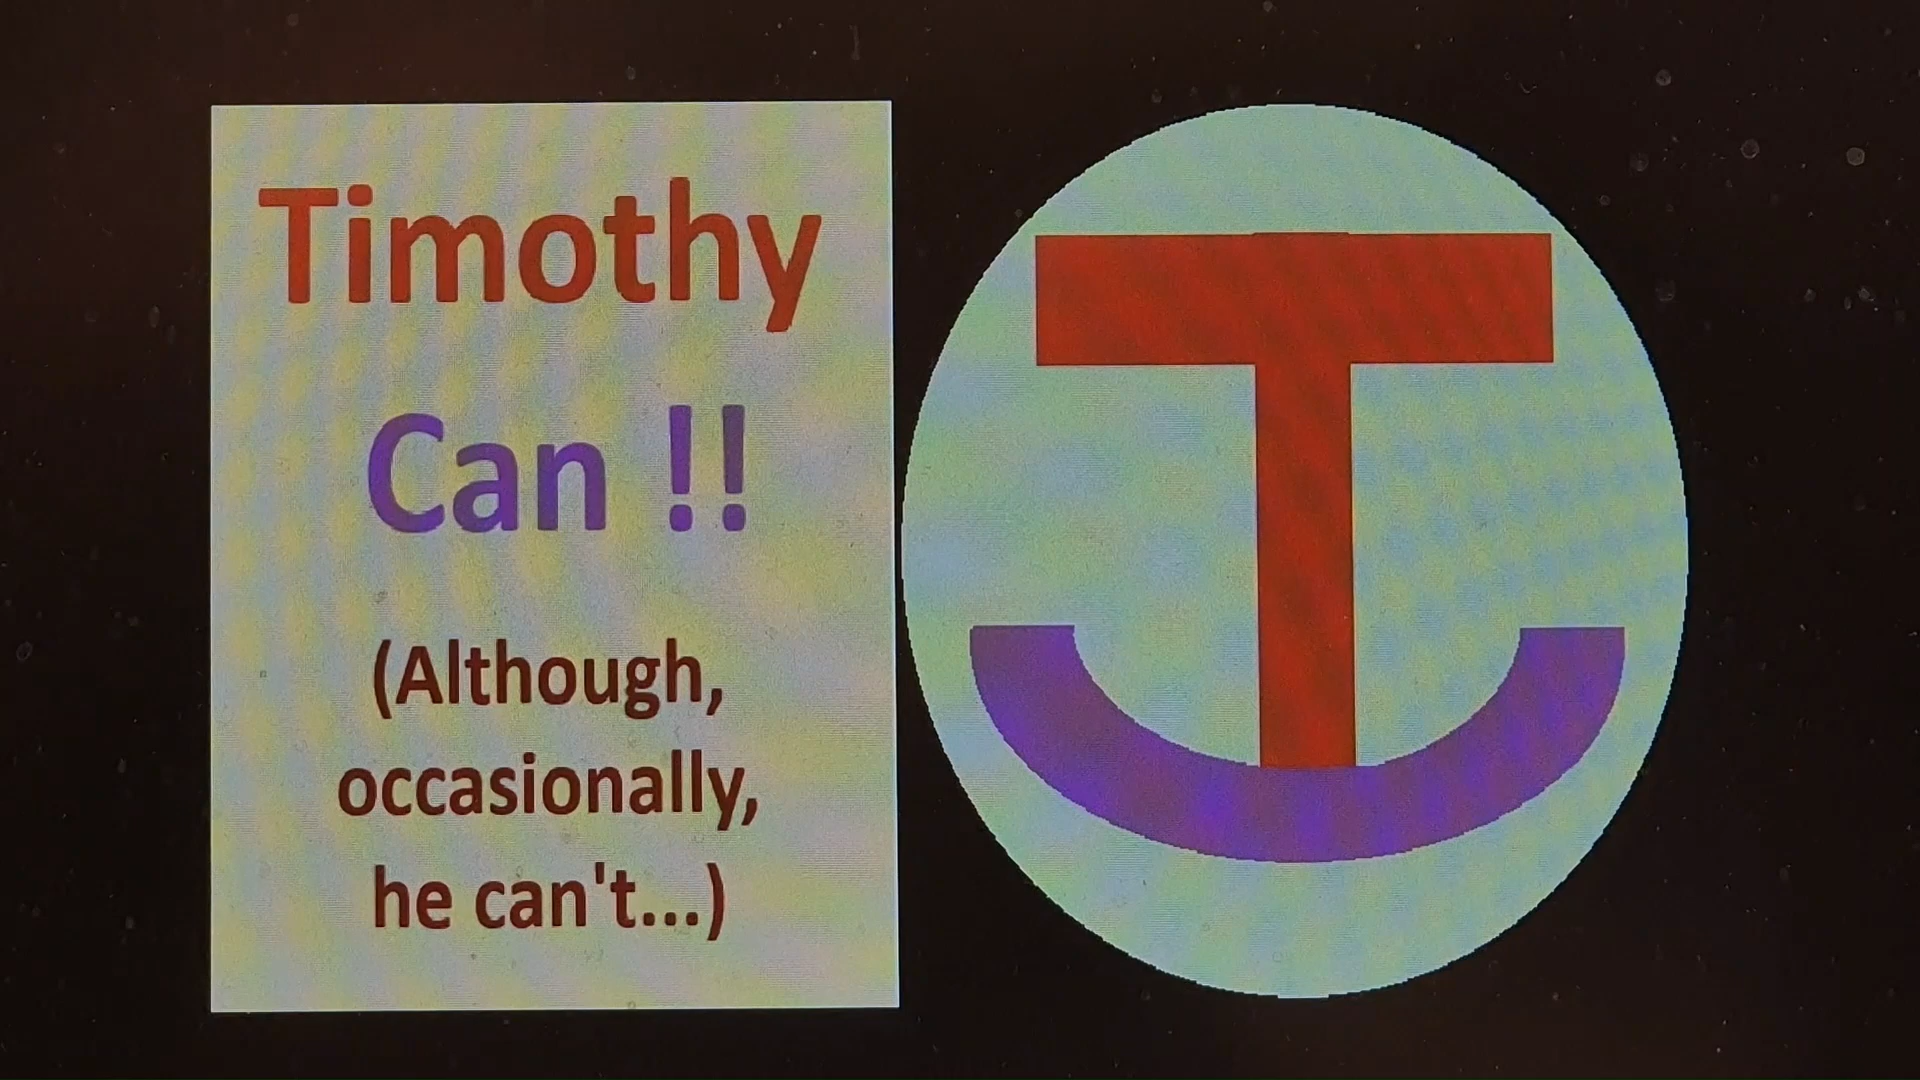 Timothy
Can !!
(Although,
occasionally,
he can't...)
T